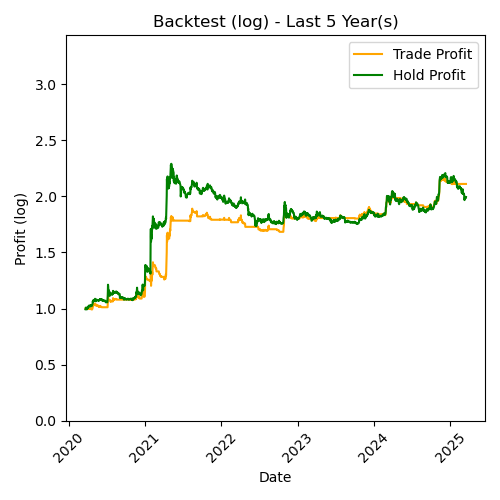 Backtest (log) - Last 5 Year(s)
Trade Profit
Hold Profit
Profit (log)
3.0
2.5
2.0
1.5
1.0
0.5
0.0
2020
2021
2022
2023
2024
2025
Date